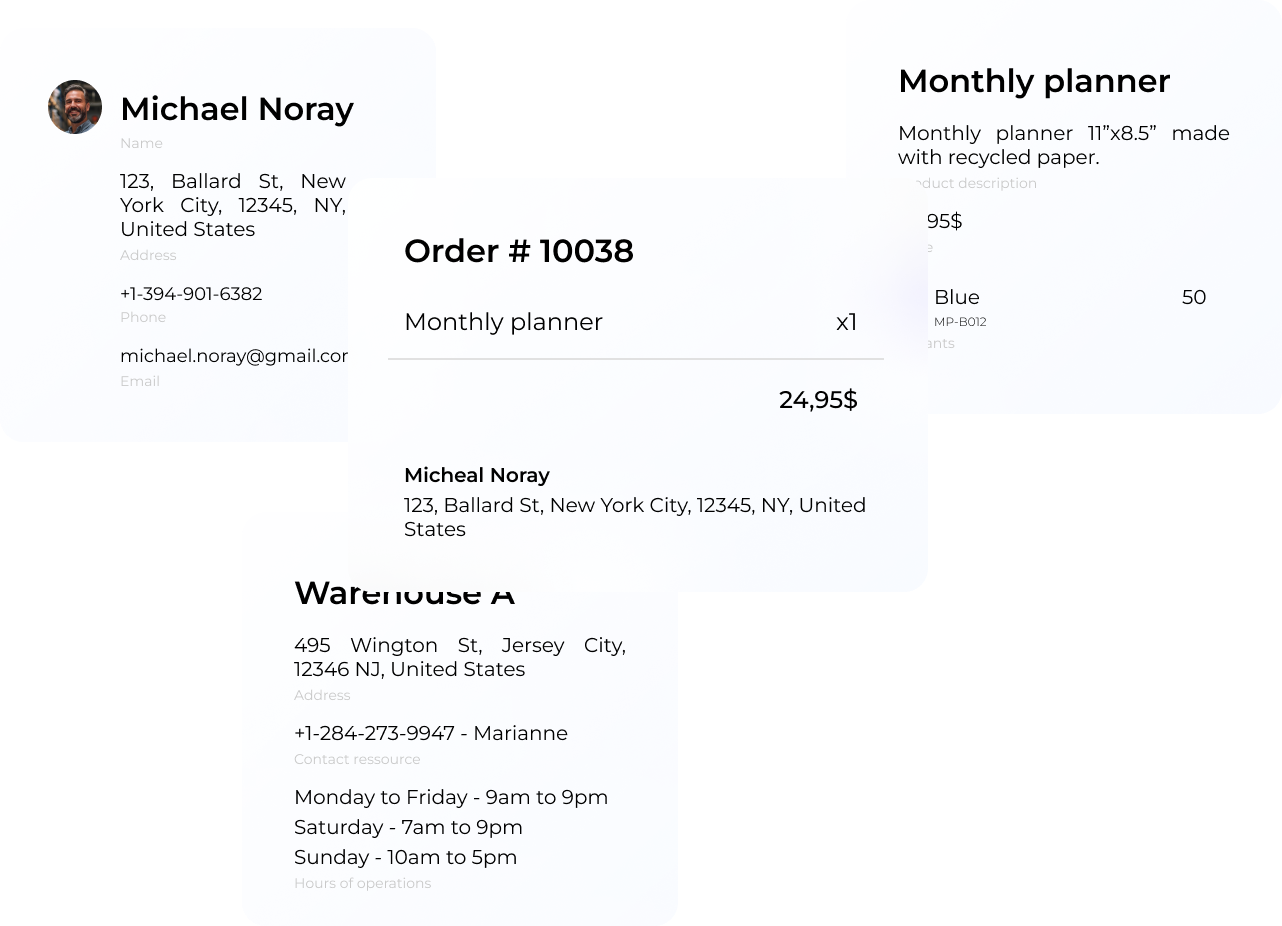 Michael Noray
Name
123, Ballard St, New
York City, 12345, NY,
United States
Address
+1-394-901-6382
Phone
michael.noray@gmail.cor
Email
Monthly planner
Monthly planner 11”x8.5” made
with recycled paper.
oduct description
95$
e
Blue 50
MP-B012
ants
Order # 10038
Monthly planner x1
24,95$
Micheal Noray
123, Ballard St, New York City, 12345, NY, United
States
Warehouse A
495 Wington St, Jersey City,
12346 NJ, United States
Address
+1-284-273-9947 - Marianne
Contact ressource
Monday to Friday - 9am to 9pm
Saturday - 7am to 9pm
Sunday - 10am to 5pm
Hours of operations